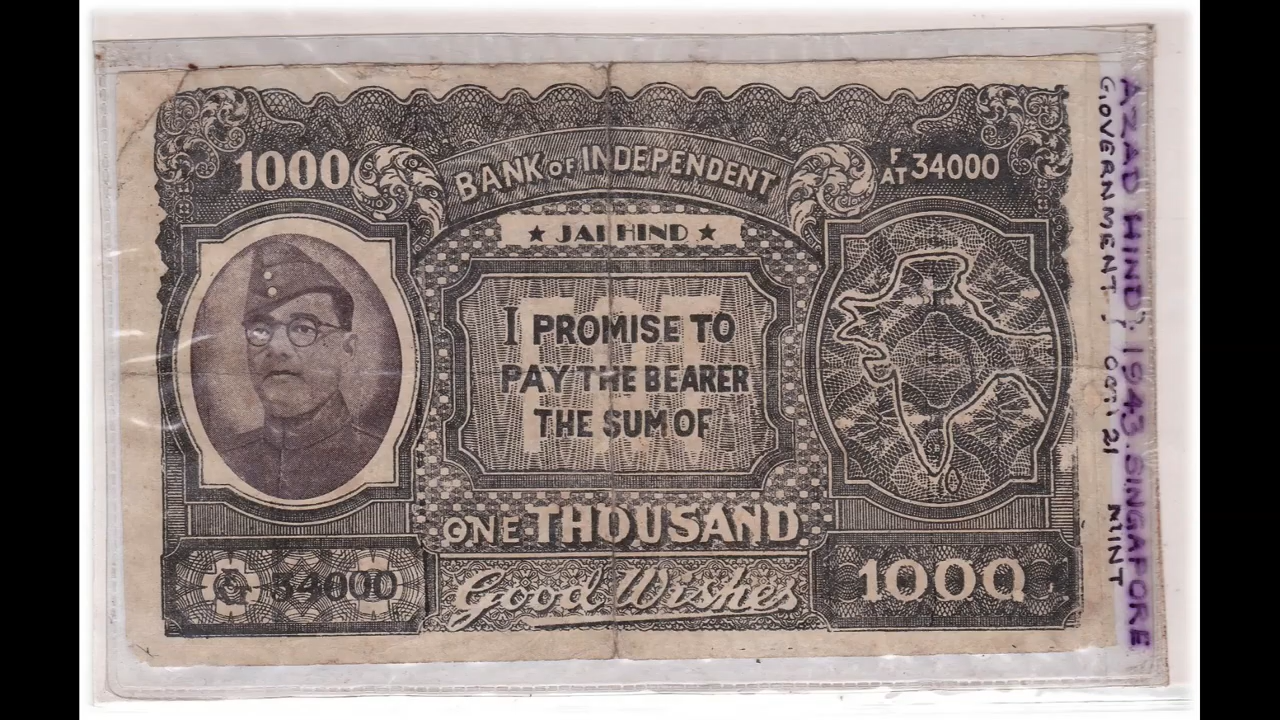 1000
BANK OF INDEPENDENT
F/AT 34000
★ JAI HIND ★
I PROMISE TO
PAY THE BEARER
THE SUM OF
ONE THOUSAND
34000
Good Wishes
1000
AZAD HIND, 1943. SINGAPORE
GOVERNMENT, OCT, 21 MINT